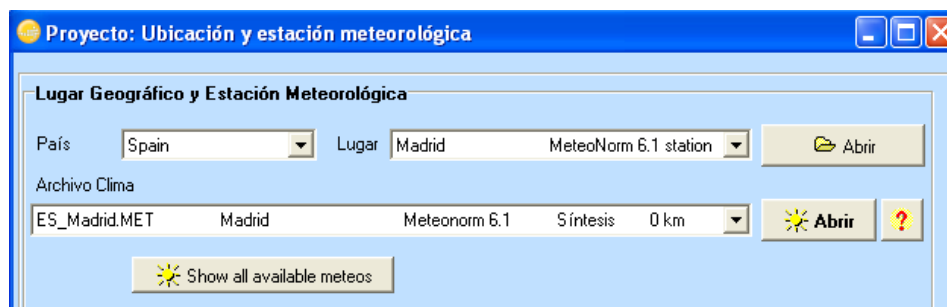 Proyecto: Ubicación y estación meteorológica
Lugar Geográfico y Estación Meteorológica
País Spain Lugar Madrid MeteoNorm 6.1 station Abrir
Archivo Clima
ES_Madrid.MET Madrid Meteonorm 6.1 Síntesis 0 km Abrir ?
Show all available meteos